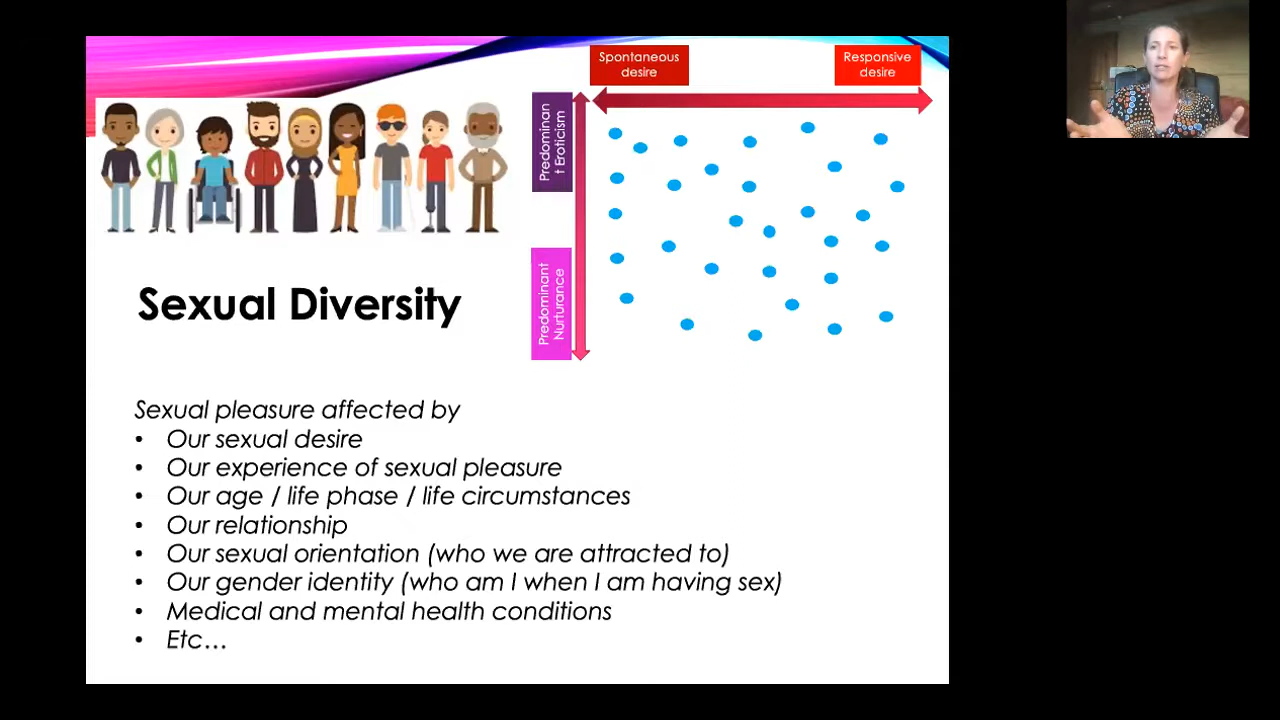 Spontaneous
desire
Responsive
desire
Predominan
t Eroticism
Predominant
Nurturance
Sexual Diversity
Sexual pleasure affected by
• Our sexual desire
• Our experience of sexual pleasure
• Our age / life phase / life circumstances
• Our relationship
• Our sexual orientation (who we are attracted to)
• Our gender identity (who am I when I am having sex)
• Medical and mental health conditions
• Etc…